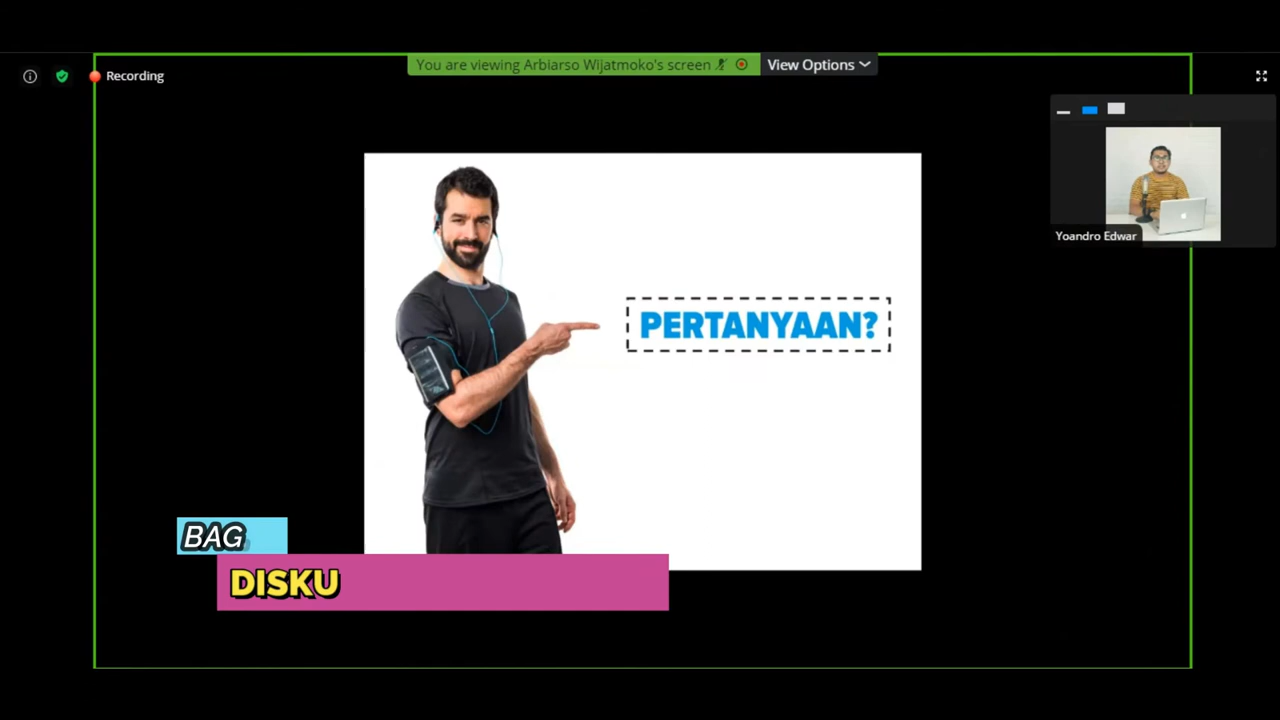 Recording
You are viewing Arbiarso Wijatmoko's screen
View Options
Yoandro Edwar
PERTANYAAN?
BAG
DISKU